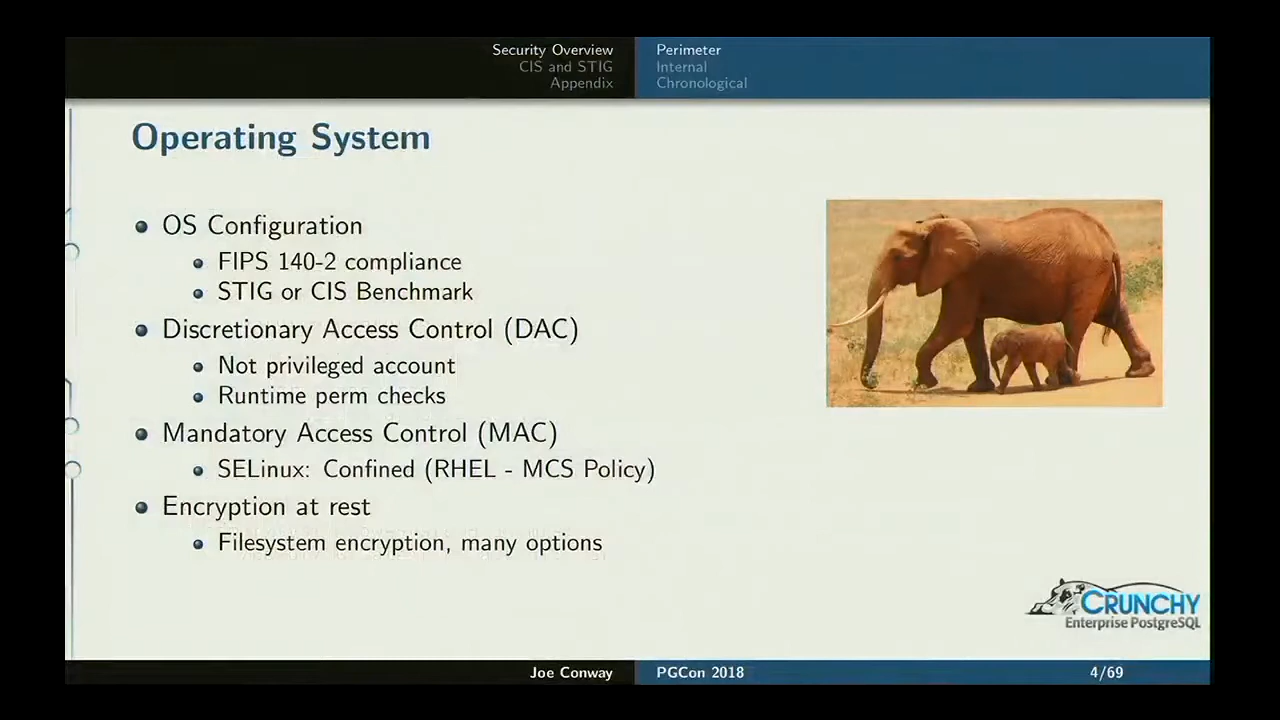 Security Overview
CIS and STIG
Appendix
Perimeter
Internal
Chronological
Operating System
OS Configuration
FIPS 140-2 compliance
STIG or CIS Benchmark
Discretionary Access Control (DAC)
Not privileged account
Runtime perm checks
Mandatory Access Control (MAC)
SELinux: Confined (RHEL - MCS Policy)
Encryption at rest
Filesystem encryption, many options
CRUNCHY
Enterprise PostgreSQL
Joe Conway
PGCon 2018
4/69